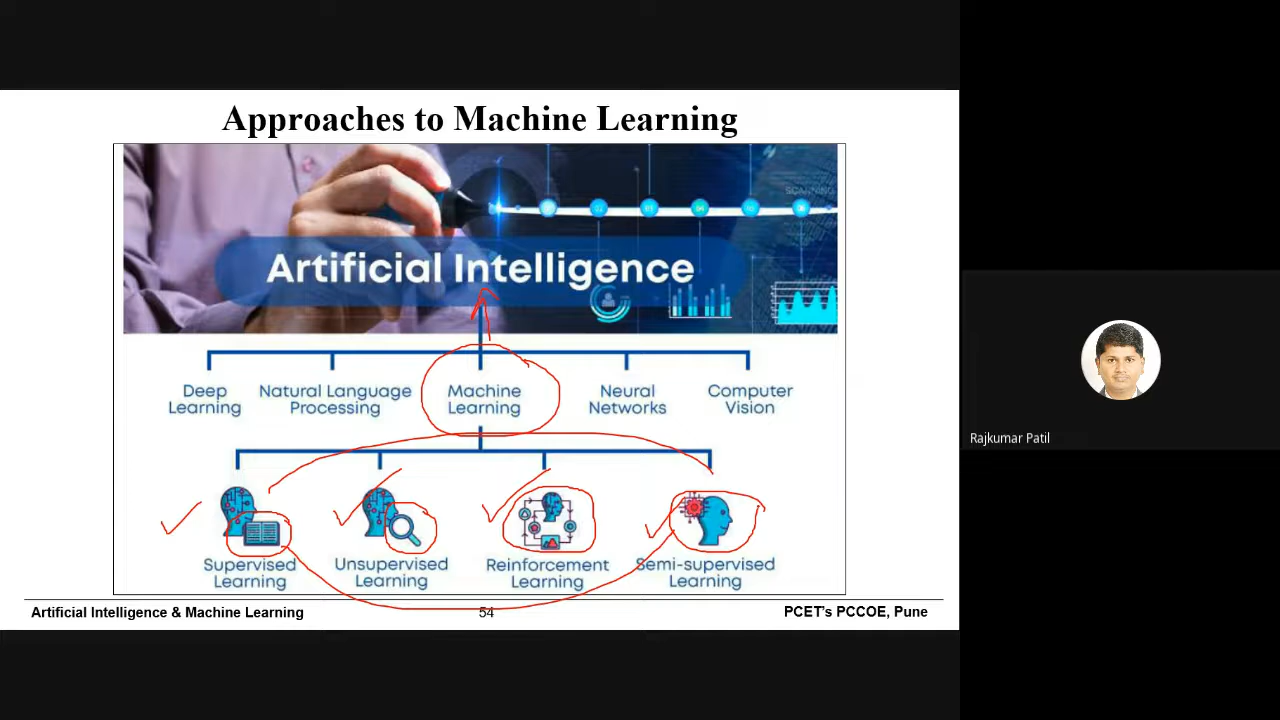 Approaches to Machine Learning
SCANNING
Artificial Intelligence
Deep Learning
Natural Language Processing
Machine Learning
Neural Networks
Computer Vision
Supervised Learning
Unsupervised Learning
Reinforcement Learning
Semi-supervised Learning
Artificial Intelligence & Machine Learning
54
PCET's PCCOE, Pune
Rajkumar Patil